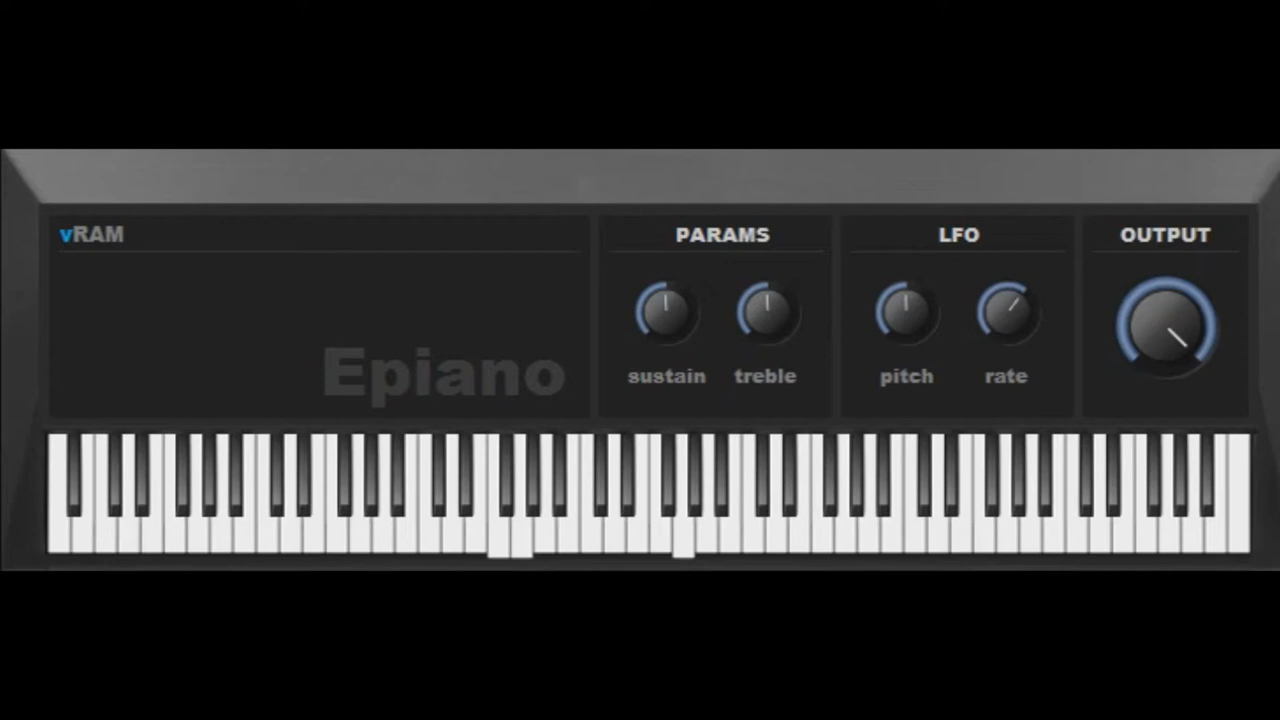 vRAM
Epiano
PARAMS
sustain treble
LFO
pitch rate
OUTPUT